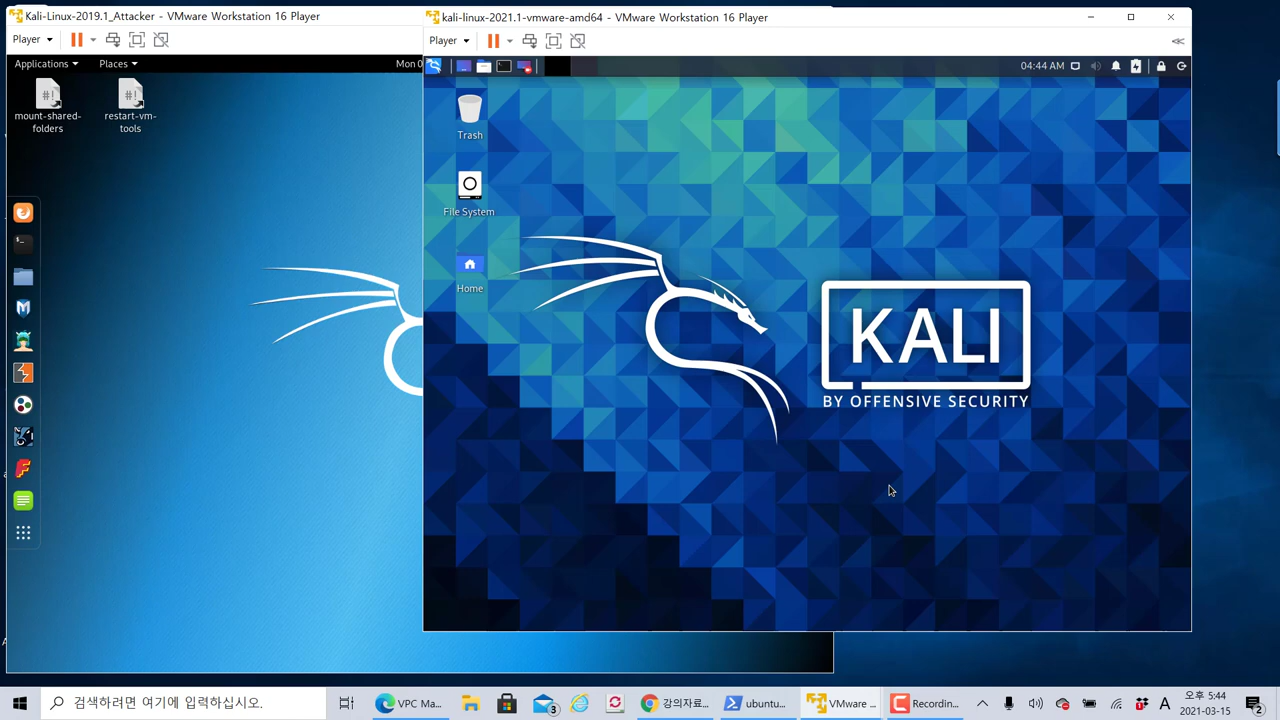 Kali-Linux-2019.1_Attacker - VMware Workstation 16 Player
Player
Applications
Places
Mon 0
mount-shared-folders
restart-vm-tools
kali-linux-2021.1-vmware-amd64 - VMware Workstation 16 Player
Player
04:44 AM
Trash
File System
Home
KALI
BY OFFENSIVE SECURITY
검색하려면 여기에 입력하십시오.
VPC Ma...
3
강의자료...
ubuntu...
VMware ...
Recordin...
A
오후 5:44
2021-03-15
2